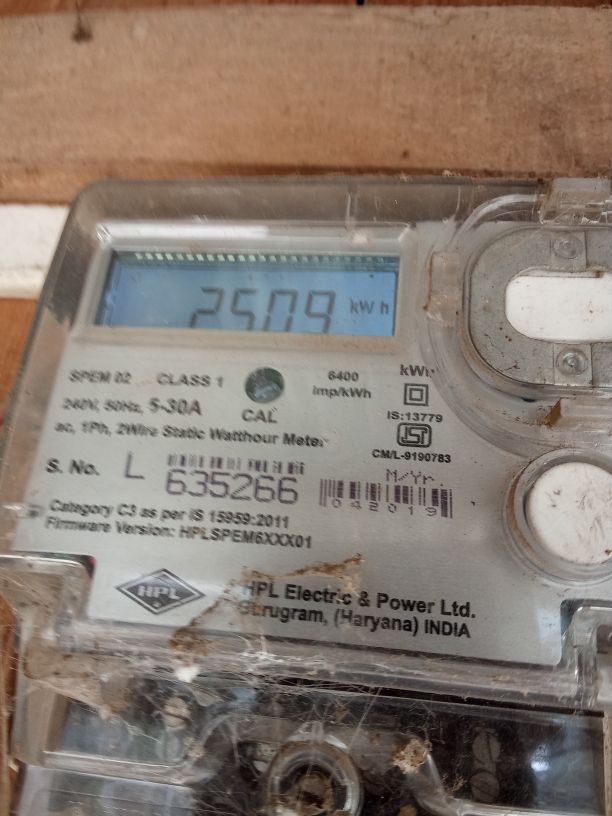 2509 kWh
SPEM 02 CLASS 1 6400 imp/kWh kWh
240V, 50Hz, 5-30A CAL IS:13779
ac, 1Ph, 2Wire Static Watthour Meter
CM/L-9190783
S. No. L 635266 M/Yr. 042019
Category C3 as per IS 15959:2011
Firmware Version: HPLSPEM6XXX01
HPL HPL Electric & Power Ltd.
Gurugram, (Haryana) INDIA